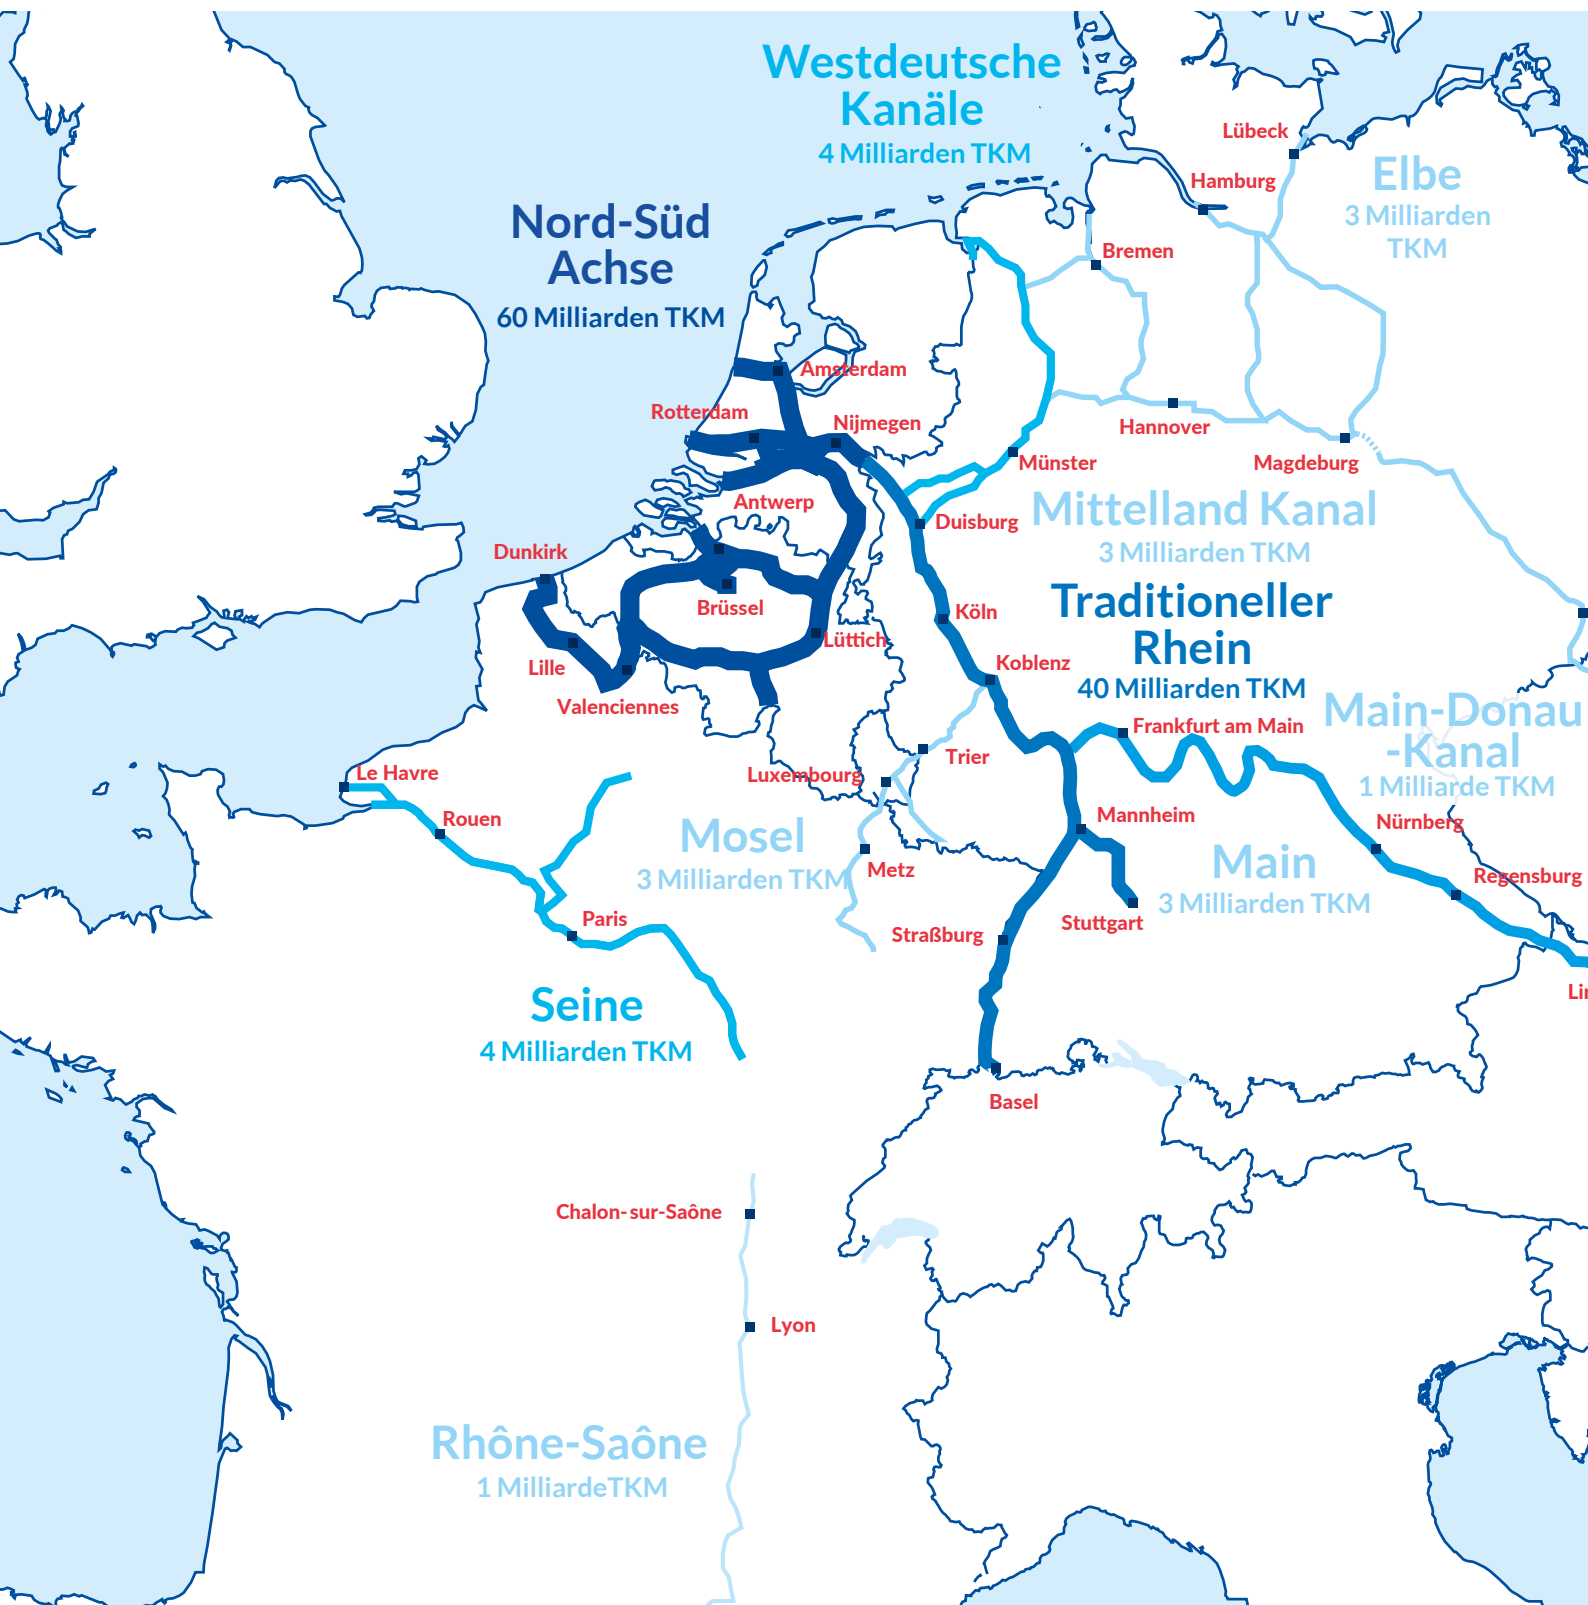 Westdeutsche
Kanäle
4 Milliarden TKM
Lübeck
Elbe
3 Milliarden
TKM
Hamburg
Nord-Süd
Achse
60 Milliarden TKM
Bremen
Amsterdam
Rotterdam
Nijmegen
Hannover
Münster
Magdeburg
Antwerp
Duisburg
Mittelland Kanal
3 Milliarden TKM
Dunkirk
Brüssel
Köln
Traditioneller
Rhein
40 Milliarden TKM
Lüttich
Lille
Koblenz
Valenciennes
Main-Donau
-Kanal
1 Milliarde TKM
Frankfurt am Main
Trier
Luxembourg
Le Havre
Rouen
Mannheim
Nürnberg
Mosel
3 Milliarden TKM
Metz
Main
3 Milliarden TKM
Regensburg
Paris
Straßburg
Stuttgart
Seine
4 Milliarden TKM
Basel
Chalon-sur-Saône
Lyon
Rhône-Saône
1 MilliardeTKM